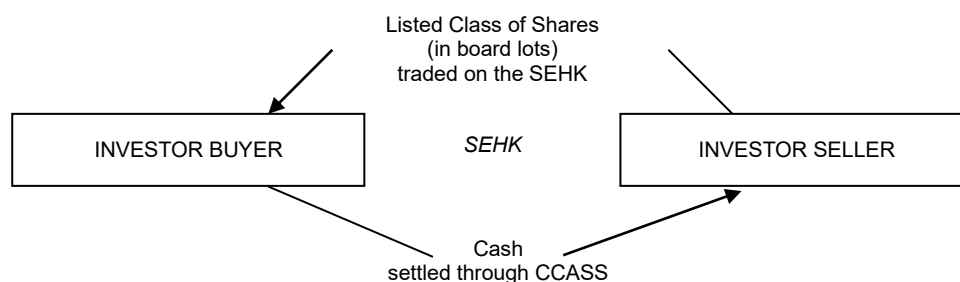 Listed Class of Shares
(in board lots)
traded on the SEHK
INVESTOR BUYER
SEHK
INVESTOR SELLER
Cash
settled through CCASS